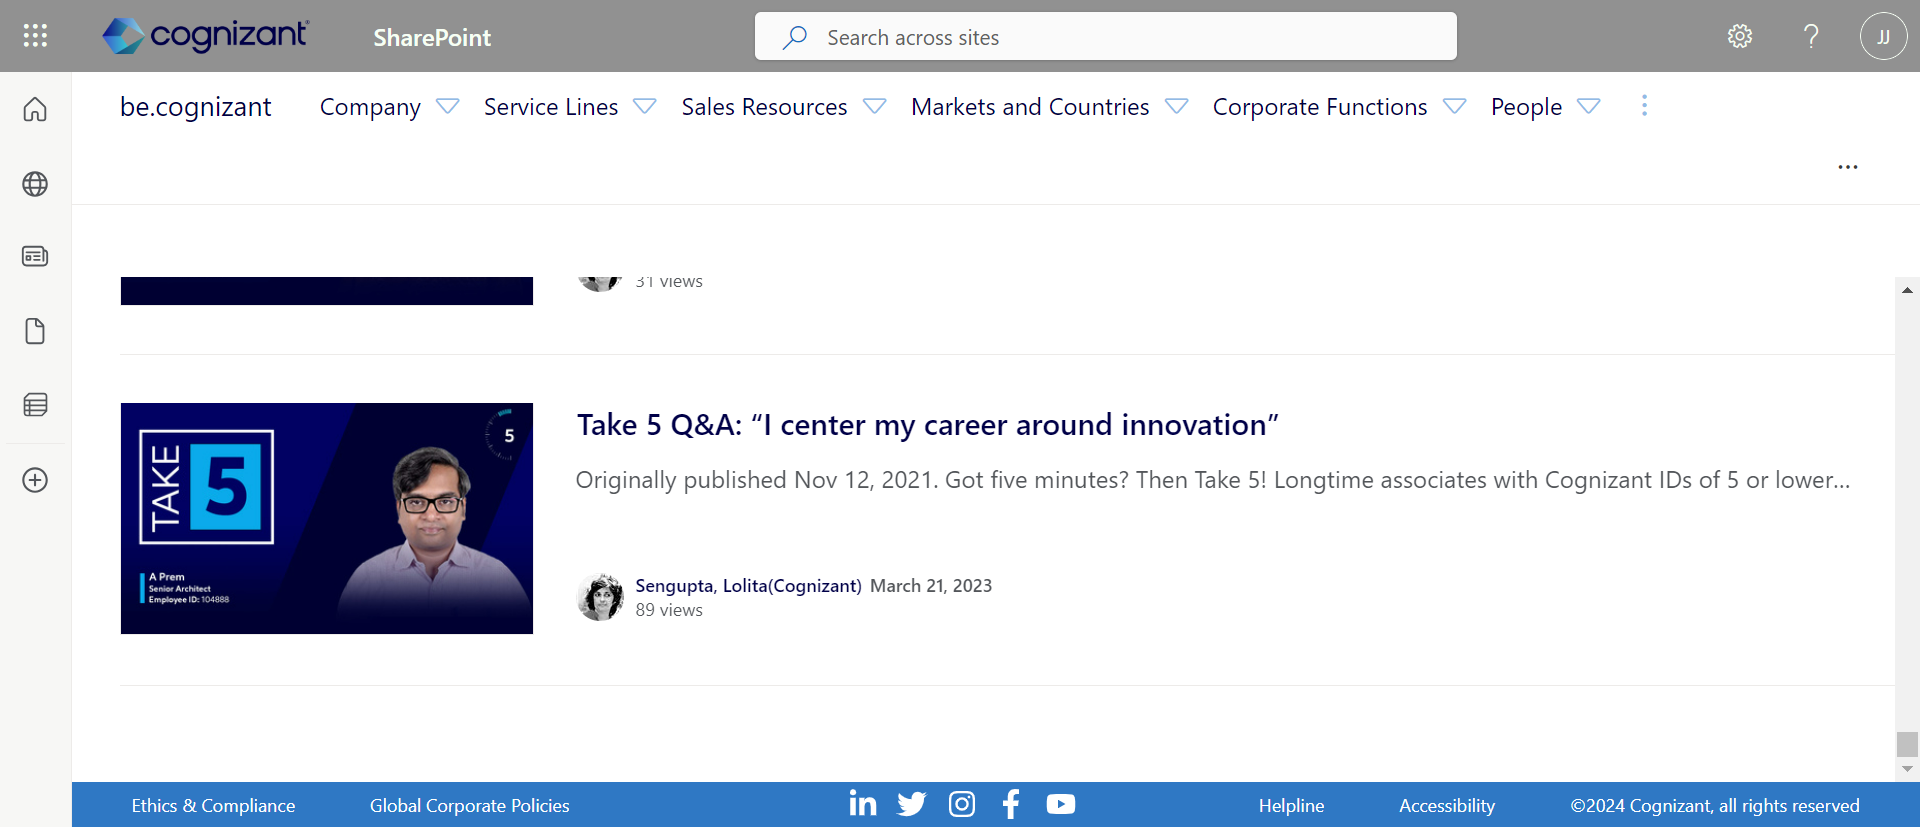 cognizant
SharePoint
Search across sites
JJ
be.cognizant
Company
Service Lines
Sales Resources
Markets and Countries
Corporate Functions
People
...
31 views
TAKE
5
5
A Prem
Senior Architect
Employee ID: 104888
Take 5 Q&A: “I center my career around innovation”
Originally published Nov 12, 2021. Got five minutes? Then Take 5! Longtime associates with Cognizant IDs of 5 or lower...
Sengupta, Lolita(Cognizant) March 21, 2023
89 views
Ethics & Compliance
Global Corporate Policies
Helpline
Accessibility
©2024 Cognizant, all rights reserved